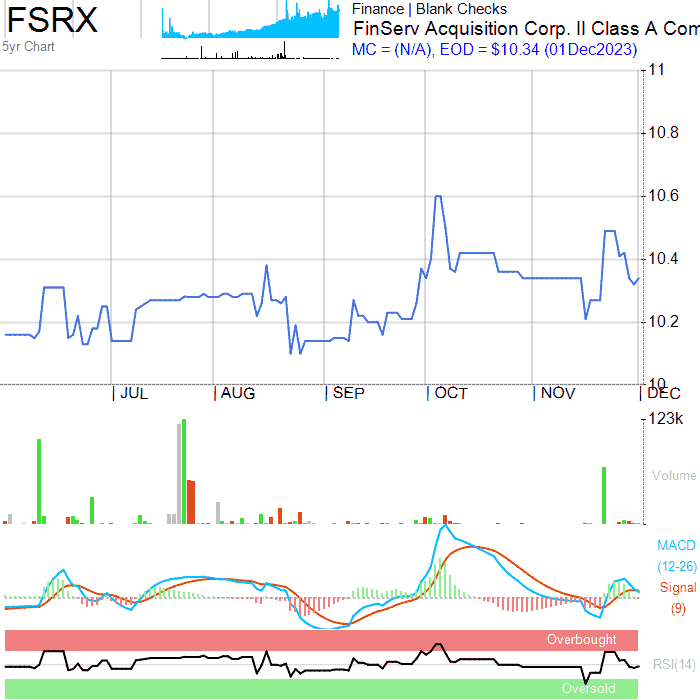 FSRX
5yr Chart
Finance | Blank Checks
FinServ Acquisition Corp. II Class A Com
MC = (N/A), EOD = $10.34 (01Dec2023)
11
10.8
10.6
10.4
10.2
10
JUL AUG SEP OCT NOV DEC
123k
Volume
MACD
(12-26)
Signal
(9)
Overbought
RSI(14)
Oversold